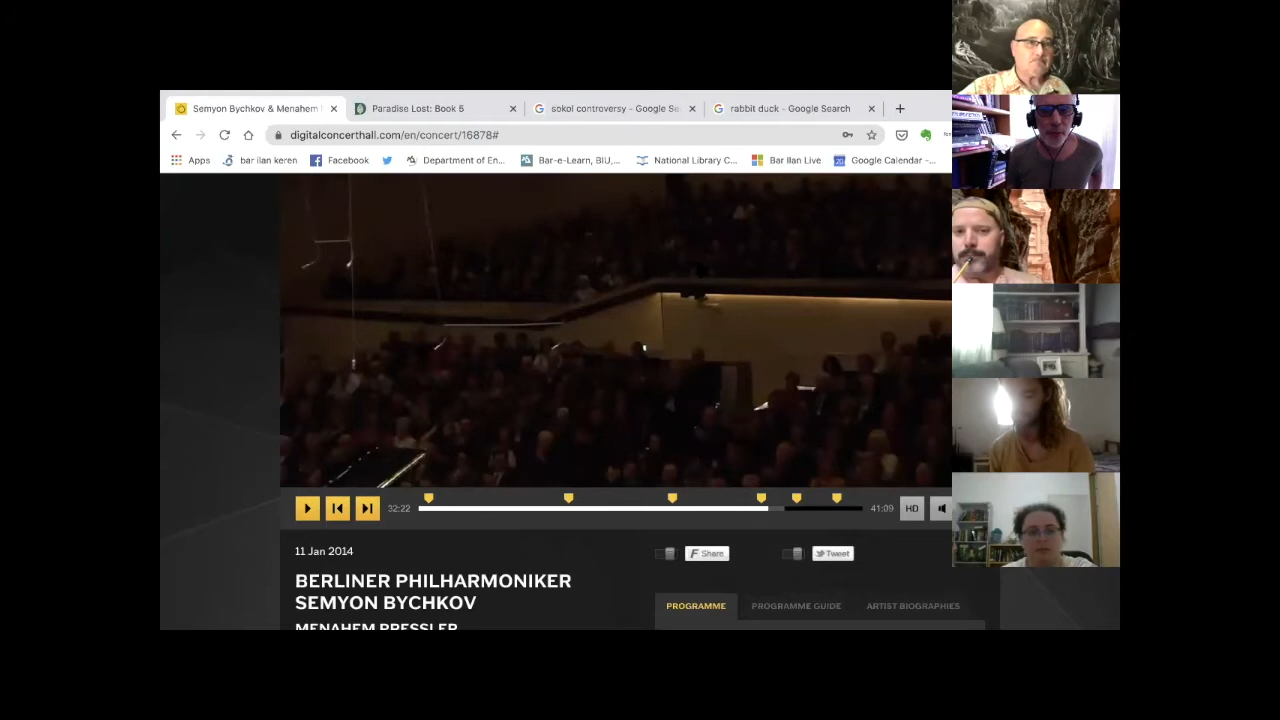 Semyon Bychkov & Menahem
Paradise Lost: Book 5
sokol controversy - Google Se
rabbit duck - Google Search
digitalconcerthall.com/en/concert/16878#
Apps
bar ilan keren
Facebook
Department of En...
Bar-e-Learn, BIU,...
National Library C...
Bar Ilan Live
Google Calendar -...
32:22
41:09
HD
11 Jan 2014
Share
Tweet
BERLINER PHILHARMONIKER
SEMYON BYCHKOV
MENAHEM PRESSLER
PROGRAMME
PROGRAMME GUIDE
ARTIST BIOGRAPHIES